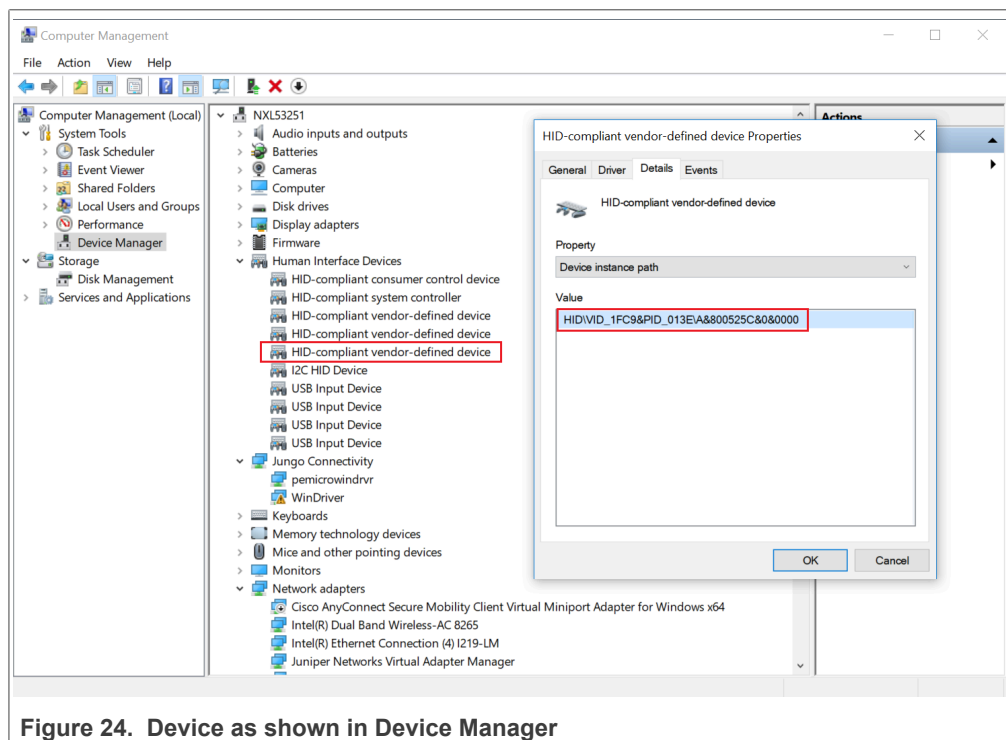 Computer Management
File Action View Help
Computer Management (Local)
System Tools
Task Scheduler
Event Viewer
Shared Folders
Local Users and Groups
Performance
Device Manager
Storage
Disk Management
Services and Applications
NXL53251
Audio inputs and outputs
Batteries
Cameras
Computer
Disk drives
Display adapters
Firmware
Human Interface Devices
HID-compliant consumer control device
HID-compliant system controller
HID-compliant vendor-defined device
HID-compliant vendor-defined device
HID-compliant vendor-defined device
I2C HID Device
USB Input Device
USB Input Device
USB Input Device
USB Input Device
Jungo Connectivity
pemicrowindrvr
WinDriver
Keyboards
Memory technology devices
Mice and other pointing devices
Monitors
Network adapters
Cisco AnyConnect Secure Mobility Client Virtual Miniport Adapter for Windows x64
Intel(R) Dual Band Wireless-AC 8265
Intel(R) Ethernet Connection (4) I219-LM
Juniper Networks Virtual Adapter Manager
Actions
HID-compliant vendor-defined device Properties
General Driver Details Events
HID-compliant vendor-defined device
Property
Device instance path
Value
HID\VID_1FC9&PID_013E\A&800525C&0&0000
OK Cancel
Figure 24. Device as shown in Device Manager